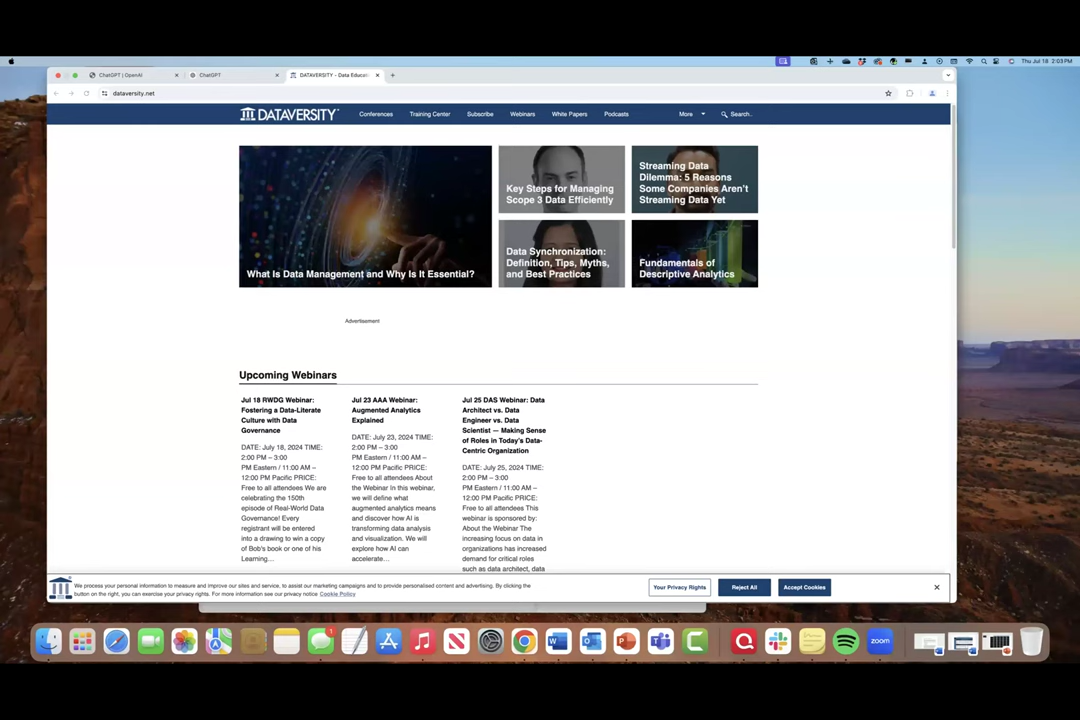 Thu Jul 18 2:03 PM
ChatGPT | OpenAI
ChatGPT
DATAVERSITY - Data Educat
dataversity.net
DATAVERSITY
Conferences
Training Center
Subscribe
Webinars
White Papers
Podcasts
More
Search..
What Is Data Management and Why Is It Essential?
Key Steps for Managing
Scope 3 Data Efficiently
Streaming Data
Dilemma: 5 Reasons
Some Companies Aren't
Streaming Data Yet
Data Synchronization:
Definition, Tips, Myths,
and Best Practices
Fundamentals of
Descriptive Analytics
Advertisement
Upcoming Webinars
Jul 18 RWDG Webinar:
Fostering a Data-Literate
Culture with Data
Governance
DATE: July 18, 2024 TIME:
2:00 PM – 3:00
PM Eastern / 11:00 AM –
12:00 PM Pacific PRICE:
Free to all attendees We are
celebrating the 150th
episode of Real-World Data
Governance! Every
registrant will be entered
into a drawing to win a copy
of Bob's book or one of his
Learning…
Jul 23 AAA Webinar:
Augmented Analytics
Explained
DATE: July 23, 2024 TIME:
2:00 PM – 3:00
PM Eastern / 11:00 AM –
12:00 PM Pacific PRICE:
Free to all attendees About
the Webinar In this webinar,
we will define what
augmented analytics means
and discover how AI is
transforming data analysis
and visualization. We will
explore how AI can
accelerate…
Jul 25 DAS Webinar: Data
Architect vs. Data
Engineer vs. Data
Scientist — Making Sense
of Roles in Today's Data-
Centric Organization
DATE: July 25, 2024 TIME:
2:00 PM – 3:00
PM Eastern / 11:00 AM –
12:00 PM Pacific PRICE:
Free to all attendees This
webinar is sponsored by:
About the Webinar The
increasing focus on data in
organizations has increased
demand for critical roles
such as data architect, data
We process your personal information to measure and improve our sites and service, to assist our marketing campaigns and to provide personalised content and advertising. By clicking the
button on the right, you can exercise your privacy rights. For more information see our privacy notice Cookie Policy
Your Privacy Rights
Reject All
Accept Cookies
1
zoom